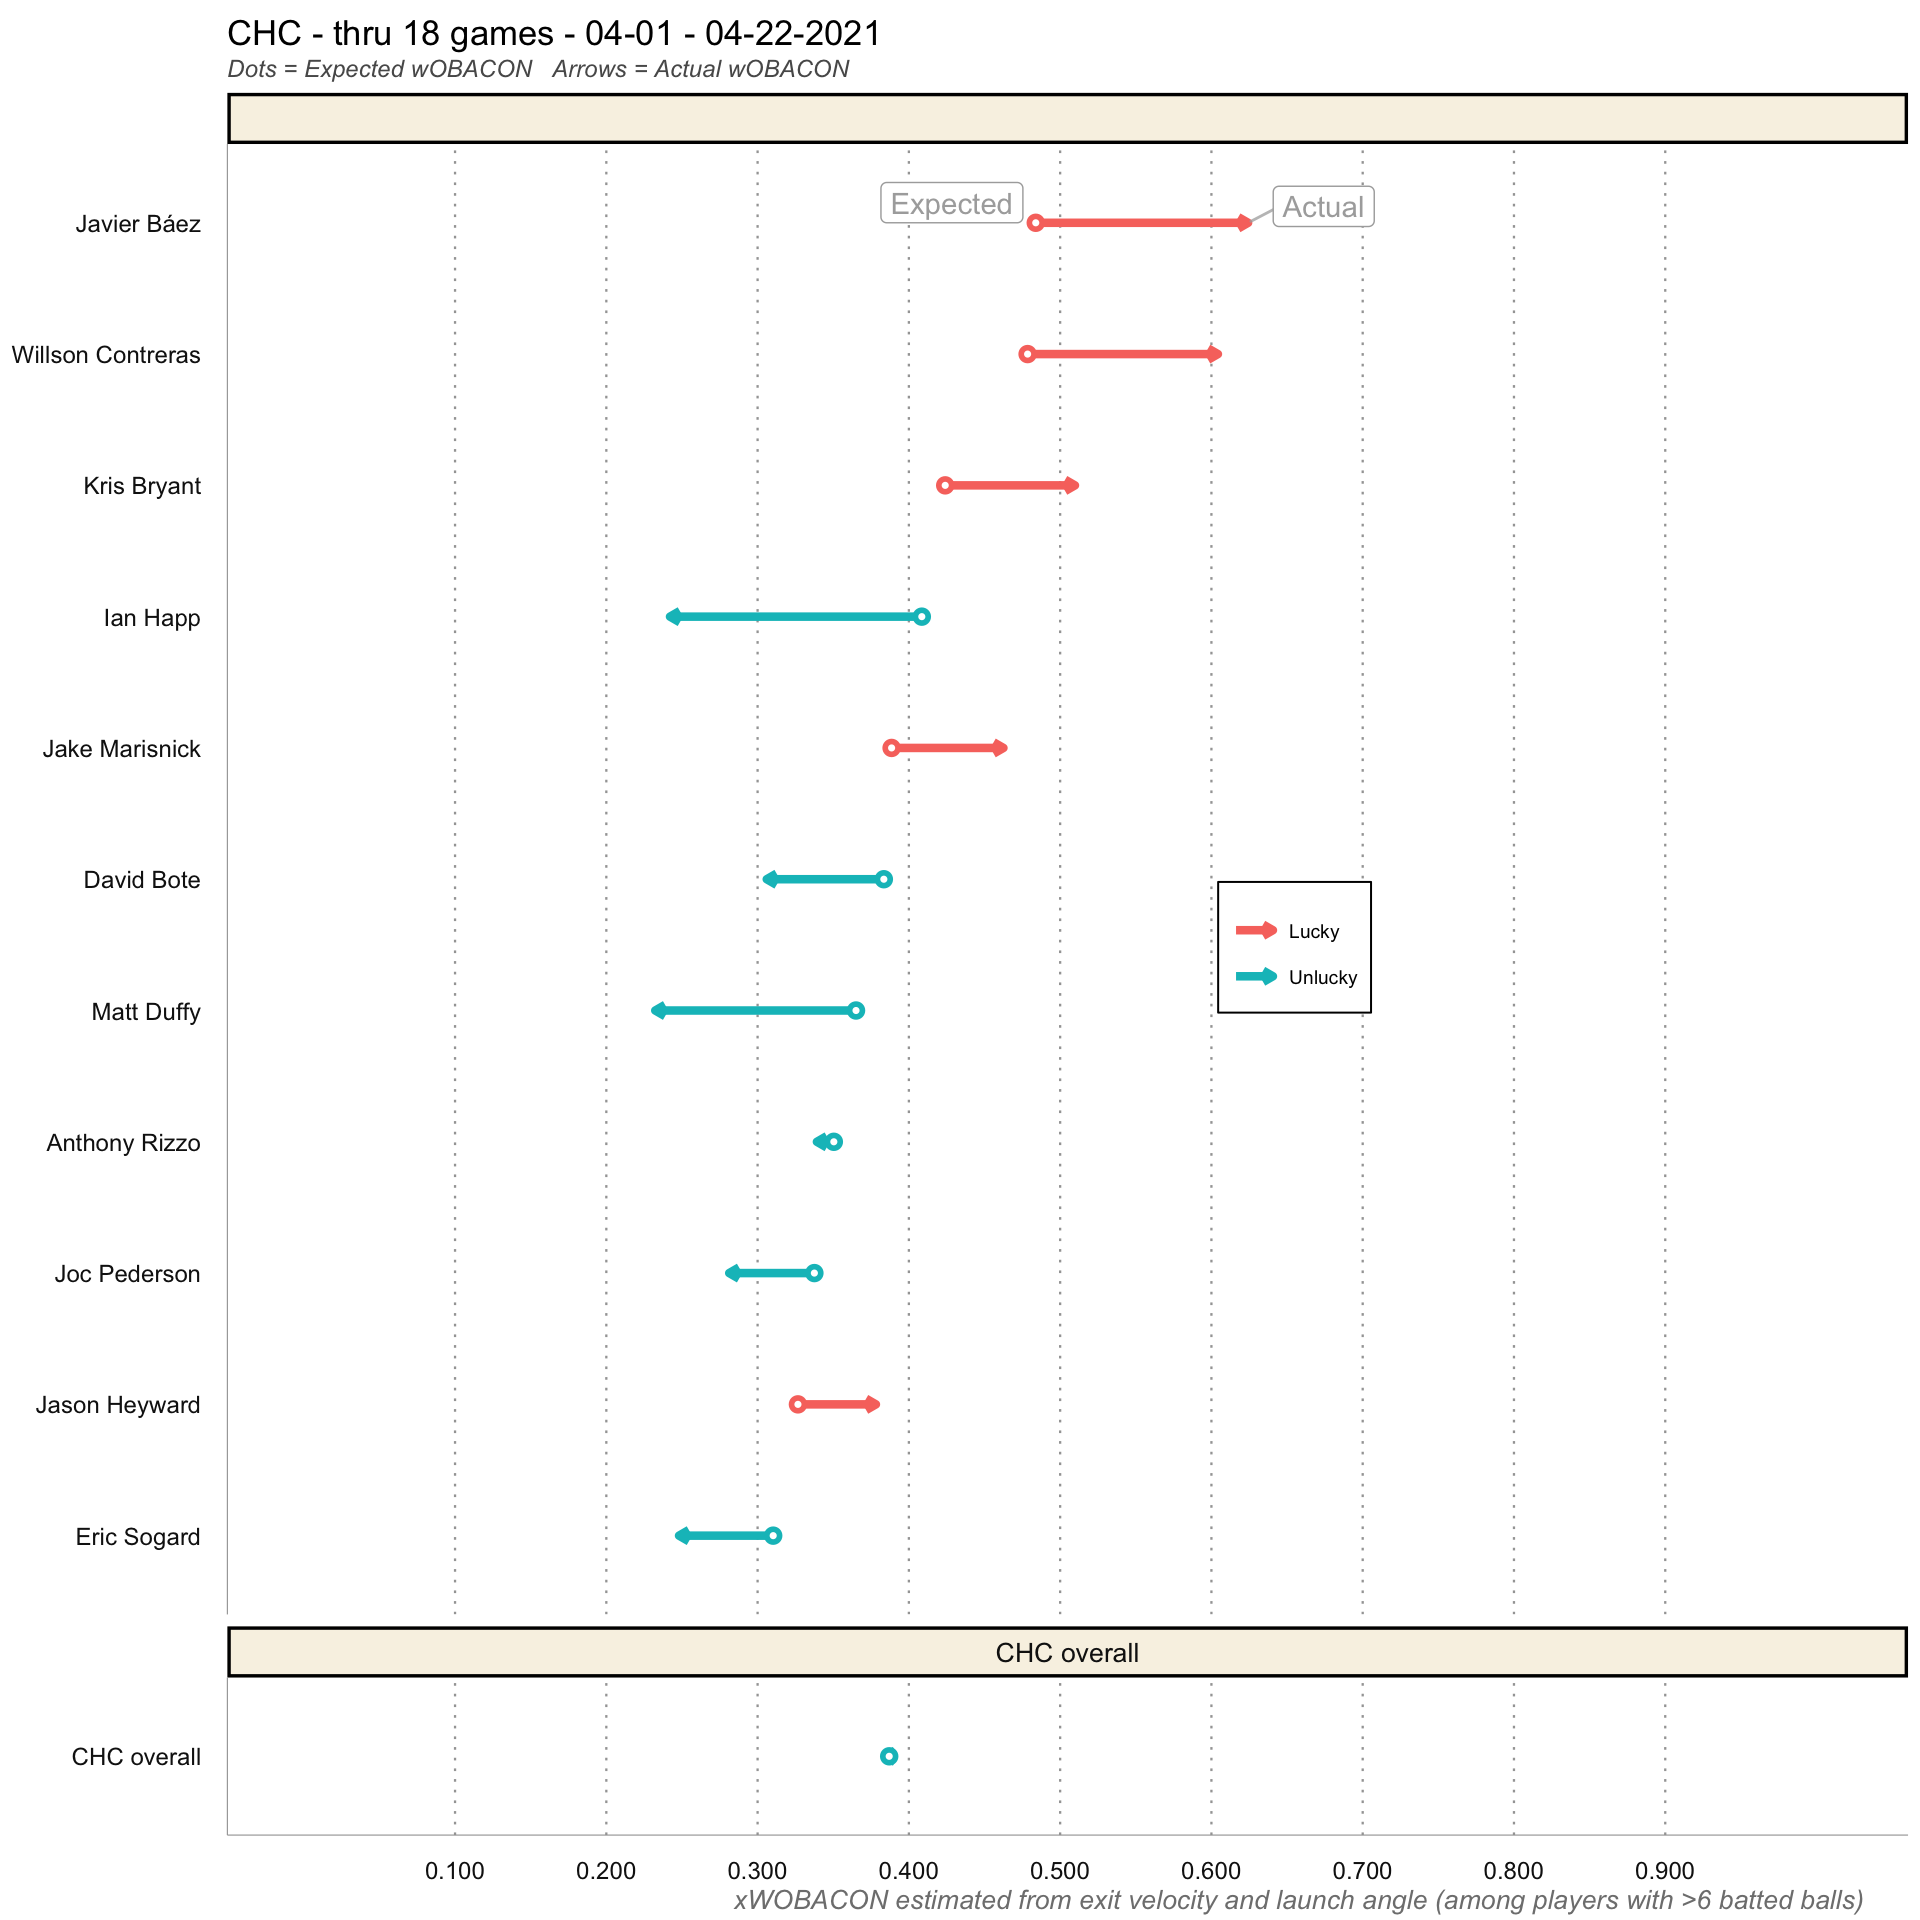 CHC - thru 18 games - 04-01 - 04-22-2021
Dots = Expected wOBACON   Arrows = Actual wOBACON
Javier Báez
Expected
Actual
Willson Contreras
Kris Bryant
Ian Happ
Jake Marisnick
David Bote
Lucky
Unlucky
Matt Duffy
Anthony Rizzo
Joc Pederson
Jason Heyward
Eric Sogard
CHC overall
CHC overall
0.100 0.200 0.300 0.400 0.500 0.600 0.700 0.800 0.900
xWOBACON estimated from exit velocity and launch angle (among players with >6 batted balls)